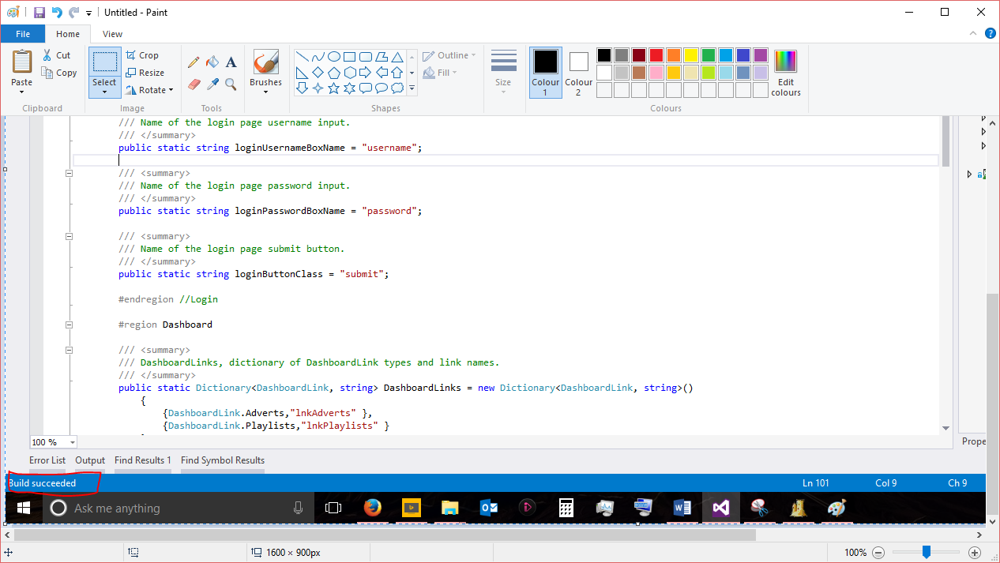 Untitled - Paint
File Home View
Paste Cut Copy
Clipboard
Select Crop Resize Rotate
Image
Tools
Brushes
Shapes
Outline
Fill
Size
Colour 1
Colour 2
Edit colours
Colours
/// Name of the login page username input.
/// </summary>
public static string loginUsernameBoxName = "username";
/// <summary>
/// Name of the login page password input.
/// </summary>
public static string loginPasswordBoxName = "password";
/// <summary>
/// Name of the login page submit button.
/// </summary>
public static string loginButtonClass = "submit";
#endregion //Login
#region Dashboard
/// <summary>
/// DashboardLinks, dictionary of DashboardLink types and link names.
/// </summary>
public static Dictionary<DashboardLink, string> DashboardLinks = new Dictionary<DashboardLink, string>()
{
{DashboardLink.Adverts,"lnkAdverts" },
{DashboardLink.Playlists,"lnkPlaylists" }
100 %
Prope
Error List Output Find Results 1 Find Symbol Results
Build succeeded Ln 101 Col 9 Ch 9
Ask me anything
1600 × 900px 100%